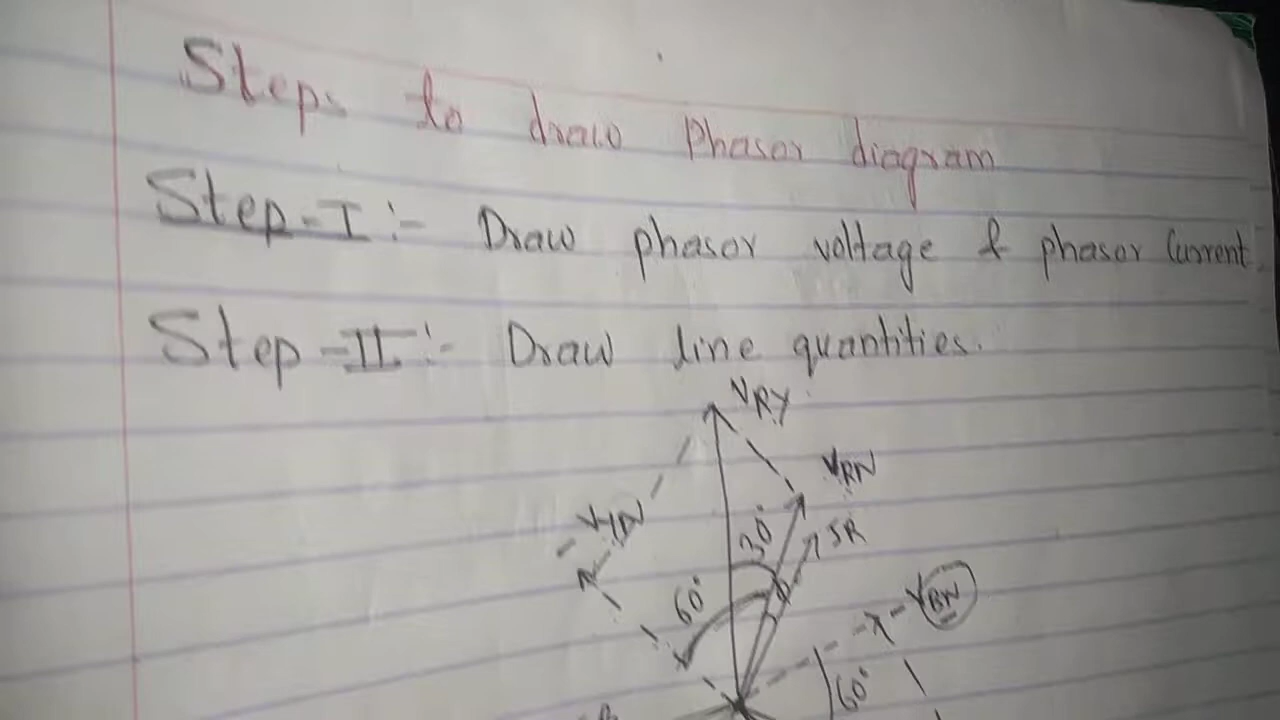 Steps to draw Phasor diagram
Step-I :- Draw phasor voltage & phasor Current.
Step-II :- Draw line quantities.
VRY
VRN
-VYN
30°
IR
60°
-VBN
60°